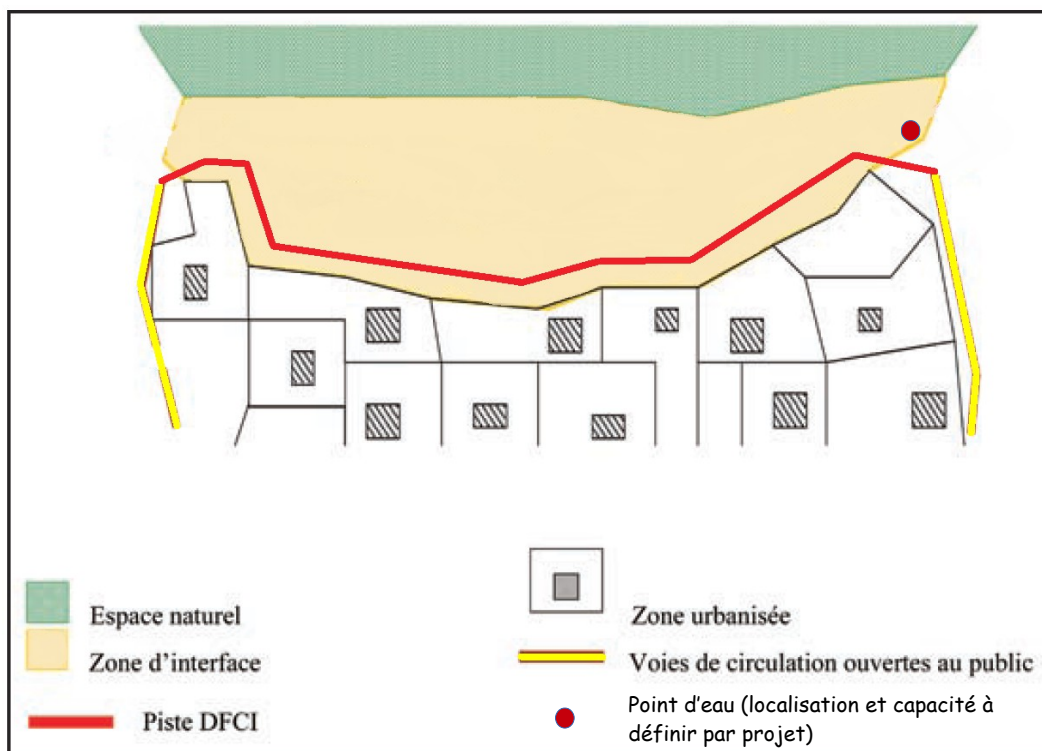 Espace naturel
Zone d'interface
Piste DFCI
Zone urbanisée
Voies de circulation ouvertes au public
Point d'eau (localisation et capacité à
définir par projet)